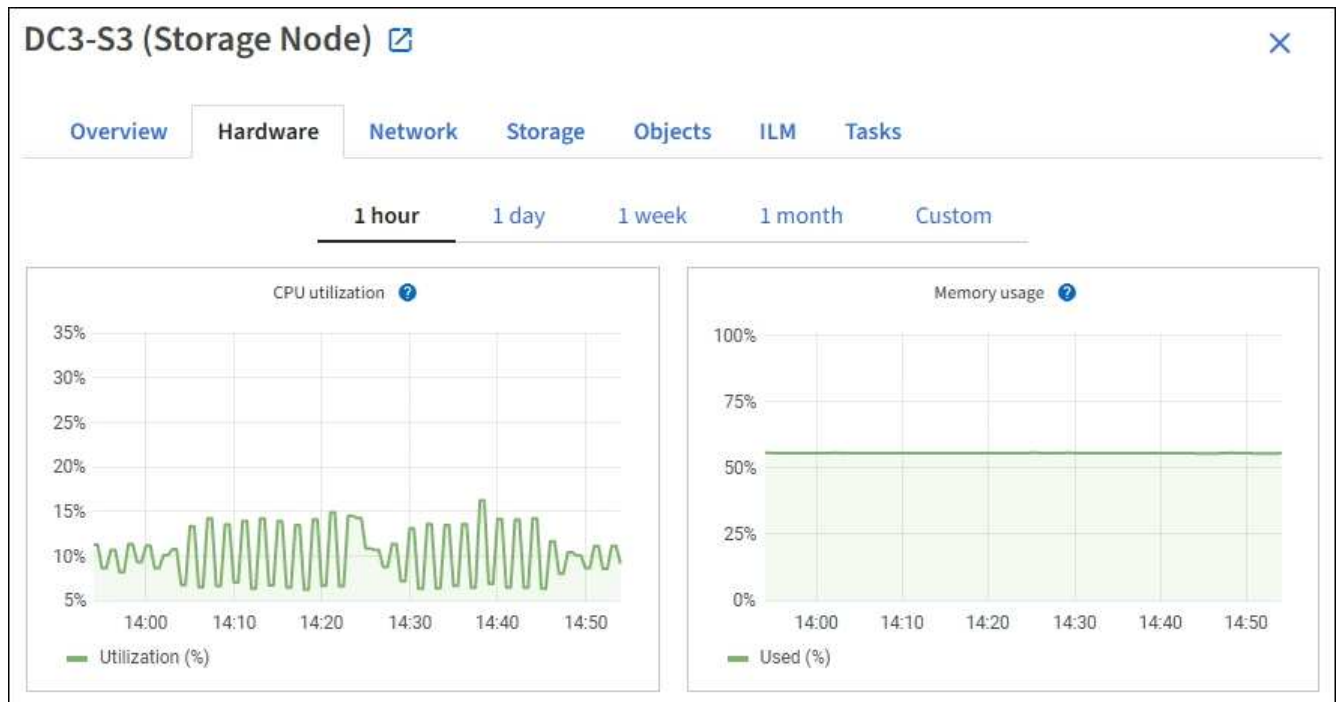 DC3-S3 (Storage Node)
Overview Hardware Network Storage Objects ILM Tasks
1 hour 1 day 1 week 1 month Custom
CPU utilization ?
35%
30%
25%
20%
15%
10%
5%
14:00 14:10 14:20 14:30 14:40 14:50
Utilization (%)
Memory usage ?
100%
75%
50%
25%
0%
14:00 14:10 14:20 14:30 14:40 14:50
Used (%)